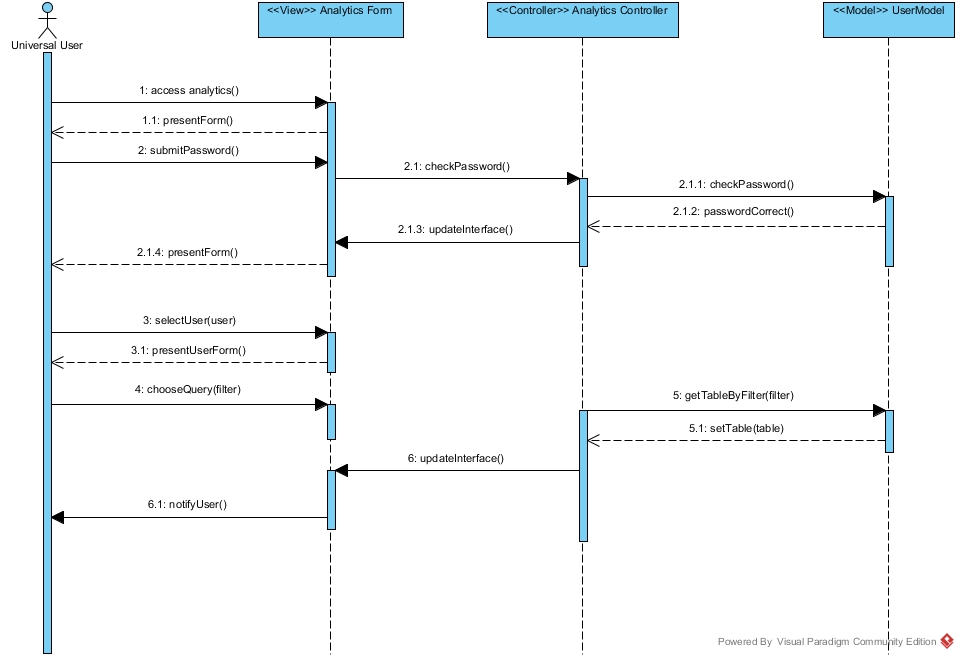 <<View>> Analytics Form
<<Controller>> Analytics Controller
<<Model>> UserModel
Universal User
1: access analytics()
1.1: presentForm()
2: submitPassword()
2.1: checkPassword()
2.1.1: checkPassword()
2.1.2: passwordCorrect()
2.1.3: updateInterface()
2.1.4: presentForm()
3: selectUser(user)
3.1: presentUserForm()
4: chooseQuery(filter)
5: getTableByFilter(filter)
5.1: setTable(table)
6: updateInterface()
6.1: notifyUser()
Powered By Visual Paradigm Community Edition